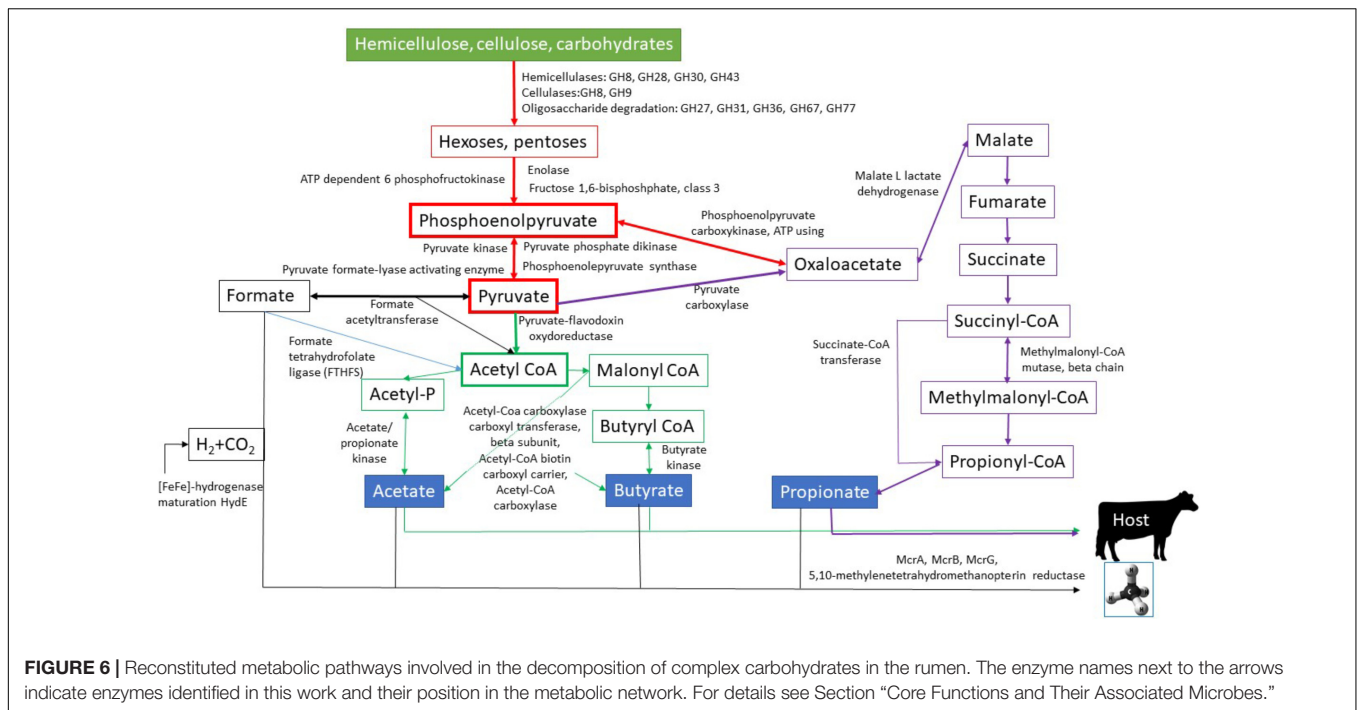 Hemicellulose, cellulose, carbohydrates
Hemicellulases: GH8, GH28, GH30, GH43
Cellulases:GH8, GH9
Oligosaccharide degradation: GH27, GH31, GH36, GH67, GH77
Hexoses, pentoses
ATP dependent 6 phosphofructokinase
Enolase
Fructose 1,6-bisphoshphate, class 3
Phosphoenolpyruvate
Phosphoenolpyruvate
carboxykinase, ATP using
Malate L lactate
dehydrogenase
Malate
Fumarate
Succinate
Oxaloacetate
Pyruvate kinase
Pyruvate phosphate dikinase
Pyruvate formate-lyase activating enzyme
Phosphoenolepyruvate synthase
Formate
Pyruvate
Pyruvate
carboxylase
Formate
acetyltransferase
Pyruvate-flavodoxin
oxydoreductase
Formate
tetrahydrofolate
ligase (FTHFS)
Acetyl CoA
Malonyl CoA
Acetyl-P
Succinyl-CoA
Succinate-CoA
transferase
Methylmalonyl-CoA
mutase, beta chain
Methylmalonyl-CoA
Propionyl-CoA
Acetyl-Coa carboxylase
carboxyl transferase,
beta subunit,
Acetyl-CoA biotin
carboxyl carrier,
Acetyl-CoA
carboxylase
Butyryl CoA
Butyrate
kinase
Acetate/
propionate
kinase
H2+CO2
[FeFe]-hydrogenase
maturation HydE
Acetate
Butyrate
Propionate
Host
McrA, McrB, McrG,
5,10-methylenetetrahydromethanopterin reductase
H
C
H
H
H
FIGURE 6 | Reconstituted metabolic pathways involved in the decomposition of complex carbohydrates in the rumen. The enzyme names next to the arrows
indicate enzymes identified in this work and their position in the metabolic network. For details see Section “Core Functions and Their Associated Microbes.”